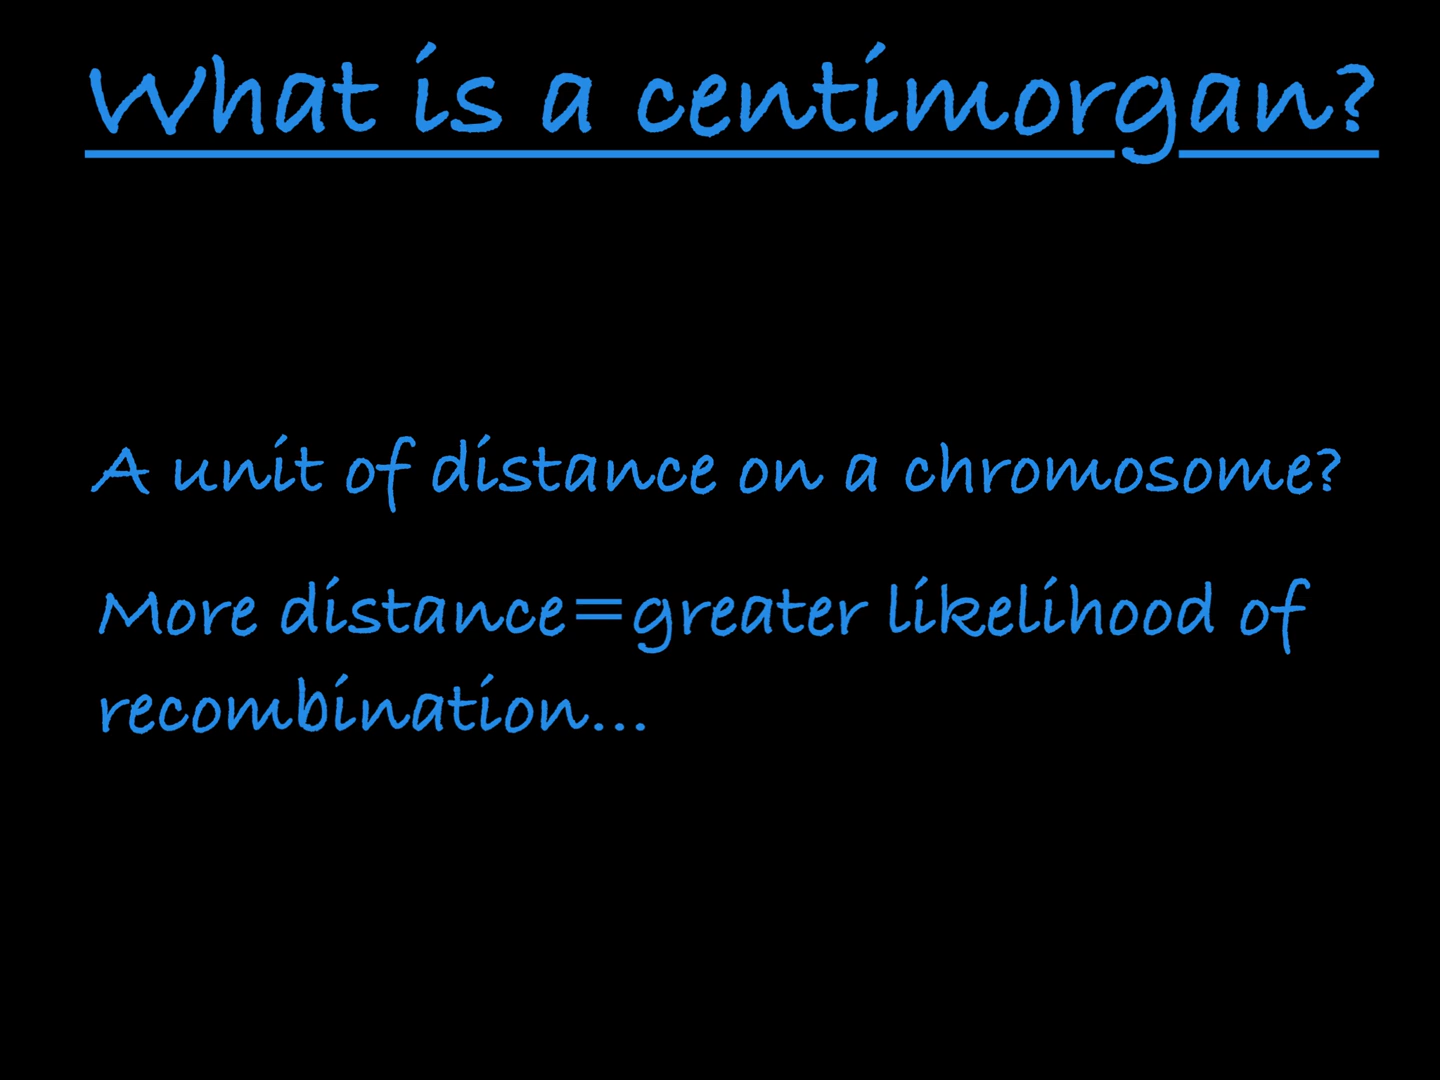 What is a centimorgan?
A unit of distance on a chromosome?
More distance=greater likelihood of
recombination...